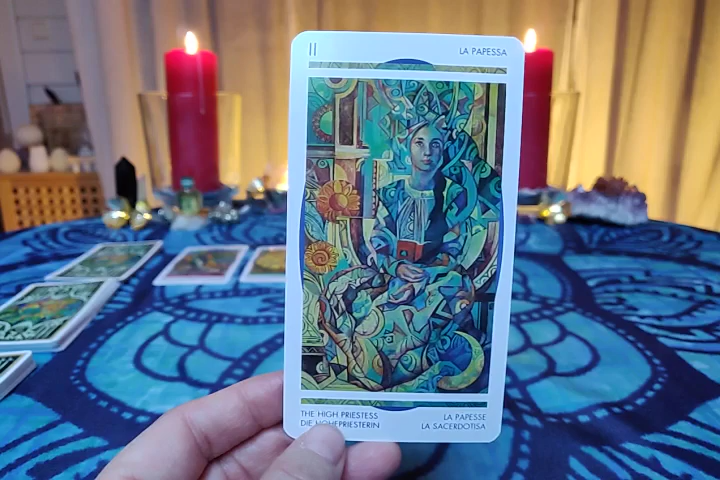 II
LA PAPESSA
THE HIGH PRIESTESS
DIE HOHEPRIESTERIN
LA PAPESSE
LA SACERDOTISA